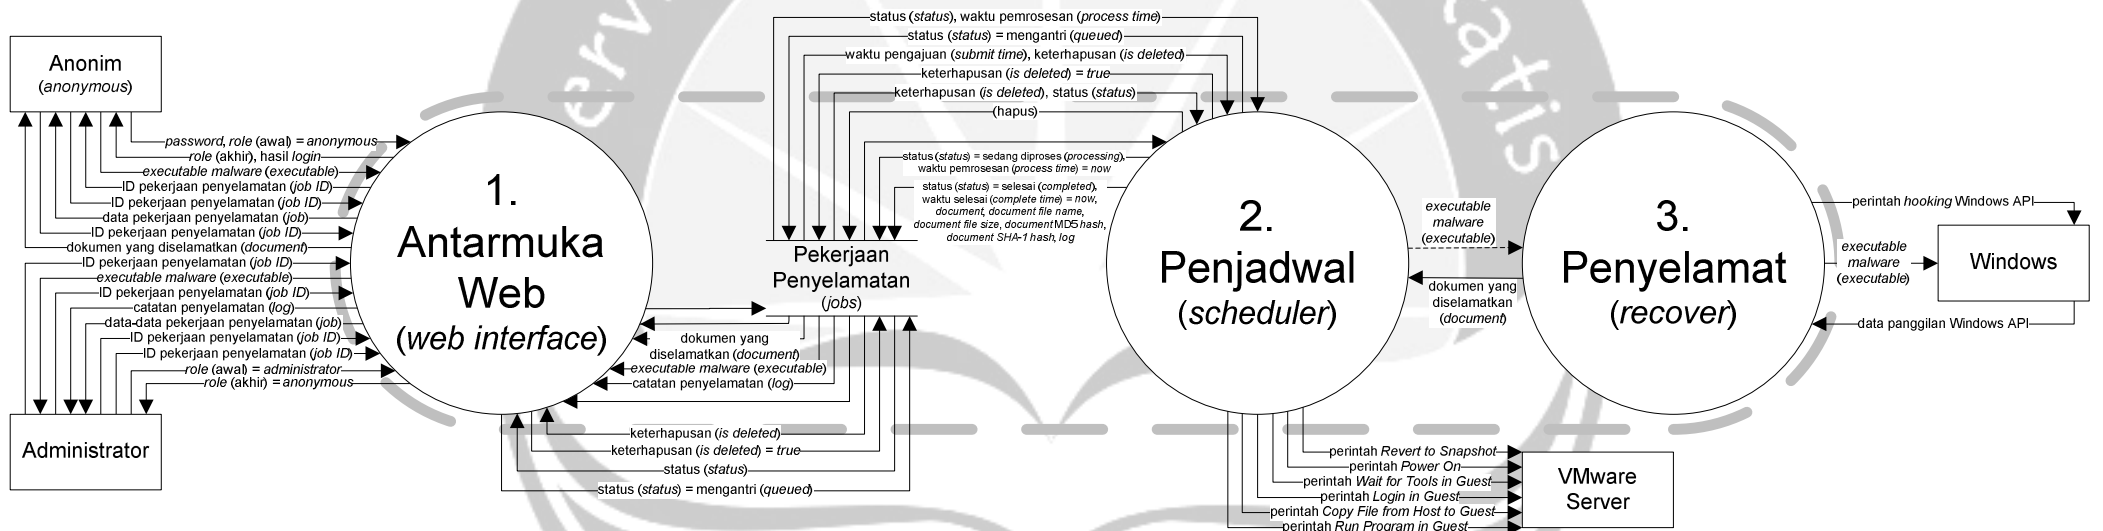 Anonim
(anonymous)
password, role (awal) = anonymous
role (akhir), hasil login
executable malware (executable)
ID pekerjaan penyelamatan (job ID)
ID pekerjaan penyelamatan (job ID)
data pekerjaan penyelamatan (job)
ID pekerjaan penyelamatan (job ID)
dokumen yang diselamatkan (document)
ID pekerjaan penyelamatan (job ID)
executable malware (executable)
ID pekerjaan penyelamatan (job ID)
catatan penyelamatan (log)
data-data pekerjaan penyelamatan (job)
ID pekerjaan penyelamatan (job ID)
ID pekerjaan penyelamatan (job ID)
role (awal) = administrator
role (akhir) = anonymous
Administrator
1.
Antarmuka
Web
(web interface)
status (status), waktu pemrosesan (process time)
status (status) = mengantri (queued)
waktu pengajuan (submit time), keterhapusan (is deleted)
keterhapusan (is deleted) = true
keterhapusan (is deleted), status (status)
(hapus)
status (status) = sedang diproses (processing),
waktu pemrosesan (process time) = now
status (status) = selesai (completed),
waktu selesai (complete time) = now,
document, document file name,
document file size, document MD5 hash,
document SHA-1 hash, log
Pekerjaan
Penyelamatan
(jobs)
dokumen yang
diselamatkan (document)
executable malware (executable)
catatan penyelamatan (log)
keterhapusan (is deleted)
keterhapusan (is deleted) = true
status (status)
status (status) = mengantri (queued)
2.
Penjadwal
(scheduler)
executable
malware
(executable)
dokumen yang
diselamatkan
(document)
3.
Penyelamat
(recover)
perintah hooking Windows API
executable
malware
(executable)
Windows
data panggilan Windows API
perintah Revert to Snapshot
perintah Power On
perintah Wait for Tools in Guest
perintah Login in Guest
perintah Copy File from Host to Guest
perintah Run Program in Guest
VMware
Server